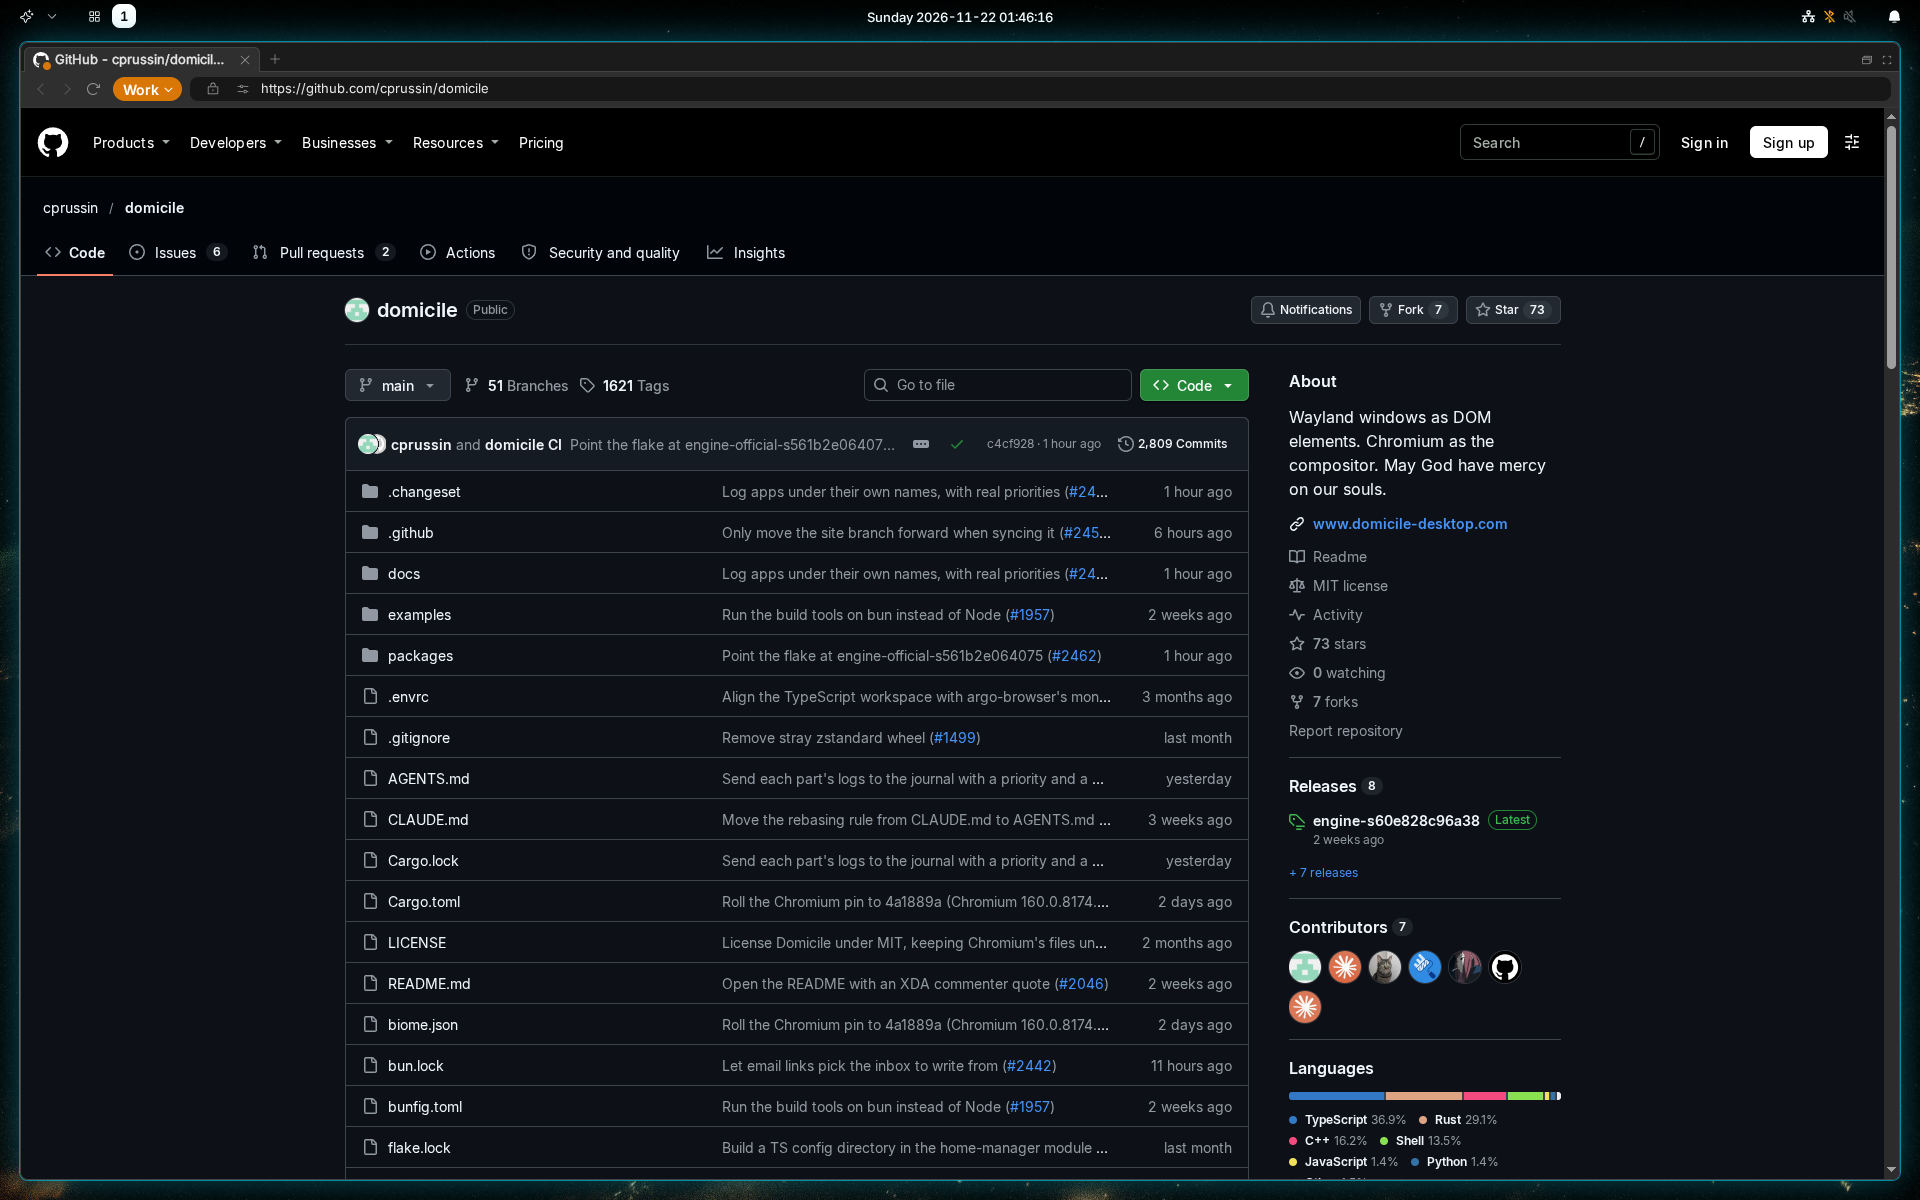 1
Sunday 2026-11-22 01:46:16
GitHub - cprussin/domicil...
Work
https://github.com/cprussin/domicile
Products
Developers
Businesses
Resources
Pricing
Search
/
Sign in
Sign up
cprussin / domicile
Code
Issues 6
Pull requests 2
Actions
Security and quality
Insights
domicile Public
Notifications
Fork 7
Star 73
main
51 Branches
1621 Tags
Go to file
Code
cprussin and domicile CI Point the flake at engine-official-s561b2e06407... c4cf928 · 1 hour ago 2,809 Commits
.changeset Log apps under their own names, with real priorities (#24... 1 hour ago
.github Only move the site branch forward when syncing it (#245... 6 hours ago
docs Log apps under their own names, with real priorities (#24... 1 hour ago
examples Run the build tools on bun instead of Node (#1957) 2 weeks ago
packages Point the flake at engine-official-s561b2e064075 (#2462) 1 hour ago
.envrc Align the TypeScript workspace with argo-browser's mon... 3 months ago
.gitignore Remove stray zstandard wheel (#1499) last month
AGENTS.md Send each part's logs to the journal with a priority and a ... yesterday
CLAUDE.md Move the rebasing rule from CLAUDE.md to AGENTS.md ... 3 weeks ago
Cargo.lock Send each part's logs to the journal with a priority and a ... yesterday
Cargo.toml Roll the Chromium pin to 4a1889a (Chromium 160.0.8174.... 2 days ago
LICENSE License Domicile under MIT, keeping Chromium's files un... 2 months ago
README.md Open the README with an XDA commenter quote (#2046) 2 weeks ago
biome.json Roll the Chromium pin to 4a1889a (Chromium 160.0.8174.... 2 days ago
bun.lock Let email links pick the inbox to write from (#2442) 11 hours ago
bunfig.toml Run the build tools on bun instead of Node (#1957) 2 weeks ago
flake.lock Build a TS config directory in the home-manager module ... last month
About
Wayland windows as DOM
elements. Chromium as the
compositor. May God have mercy
on our souls.
www.domicile-desktop.com
Readme
MIT license
Activity
73 stars
0 watching
7 forks
Report repository
Releases 8
engine-s60e828c96a38 Latest
2 weeks ago
+ 7 releases
Contributors 7
Languages
TypeScript 36.9% Rust 29.1%
C++ 16.2% Shell 13.5%
JavaScript 1.4% Python 1.4%